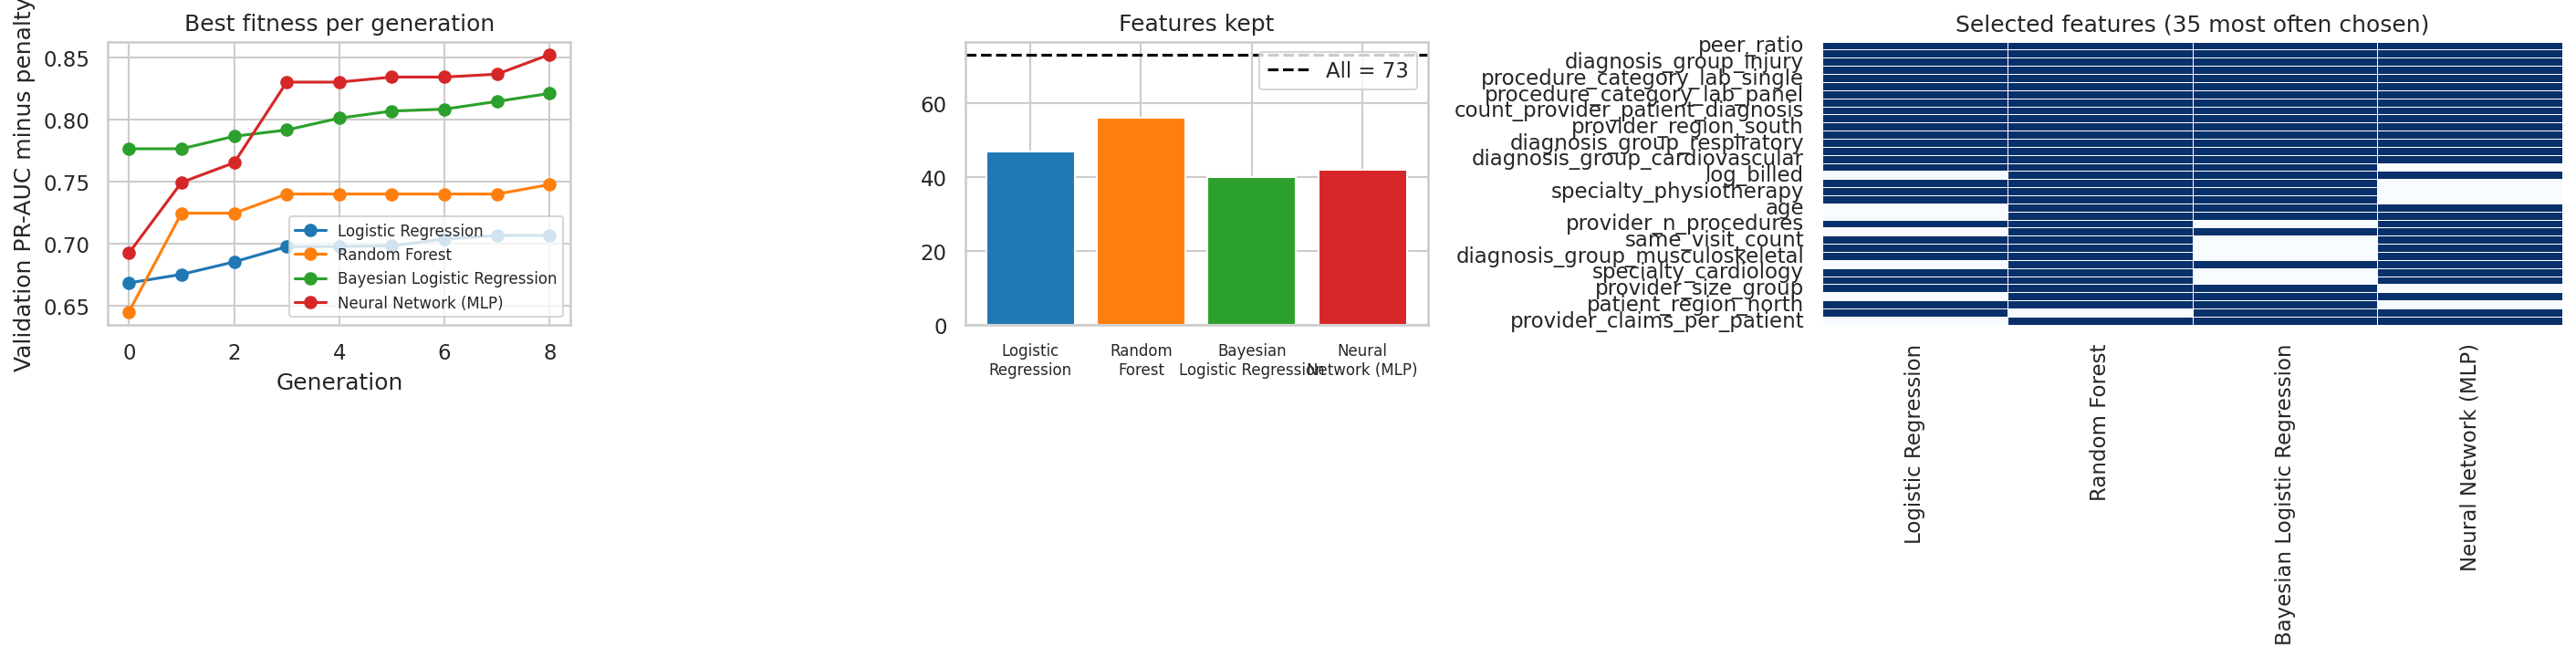 Best fitness per generation
Validation PR-AUC minus penalty
0.85
0.80
0.75
0.70
0.65
0
2
4
6
8
Generation
Logistic Regression
Random Forest
Bayesian Logistic Regression
Neural Network (MLP)
Features kept
All = 73
60
40
20
0
Logistic
Regression
Random
Forest
Bayesian
Logistic Regression
Neural
Network (MLP)
Selected features (35 most often chosen)
peer_ratio
diagnosis_group_injury
procedure_category_lab_single
procedure_category_lab_panel
count_provider_patient_diagnosis
provider_region_south
diagnosis_group_respiratory
diagnosis_group_cardiovascular
log_billed
specialty_physiotherapy
age
provider_n_procedures
same_visit_count
diagnosis_group_musculoskeletal
specialty_cardiology
provider_size_group
patient_region_north
provider_claims_per_patient
Logistic Regression
Random Forest
Bayesian Logistic Regression
Neural Network (MLP)